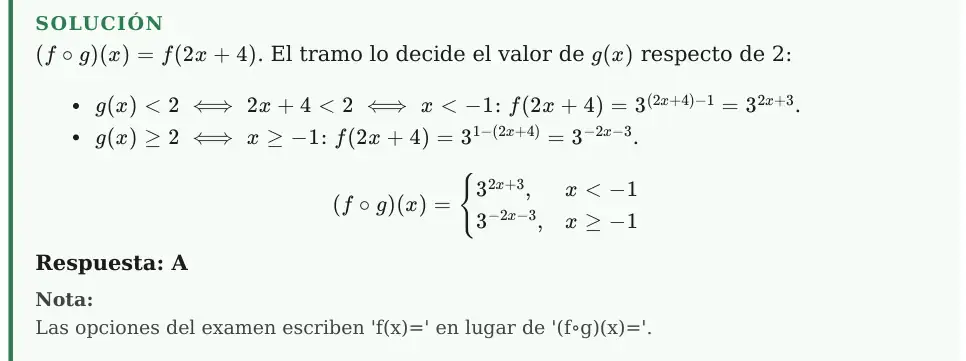 SOLUCIÓN
(f ∘ g)(x) = f(2x + 4). El tramo lo decide el valor de g(x) respecto de 2:
• g(x) < 2 ⟺ 2x + 4 < 2 ⟺ x < −1: f(2x + 4) = 3^{(2x+4)−1} = 3^{2x+3}.
• g(x) ≥ 2 ⟺ x ≥ −1: f(2x + 4) = 3^{1−(2x+4)} = 3^{−2x−3}.
(f ∘ g)(x) = { 3^{2x+3}, x < −1
3^{−2x−3}, x ≥ −1
Respuesta: A
Nota:
Las opciones del examen escriben 'f(x)=' en lugar de '(f∘g)(x)='.